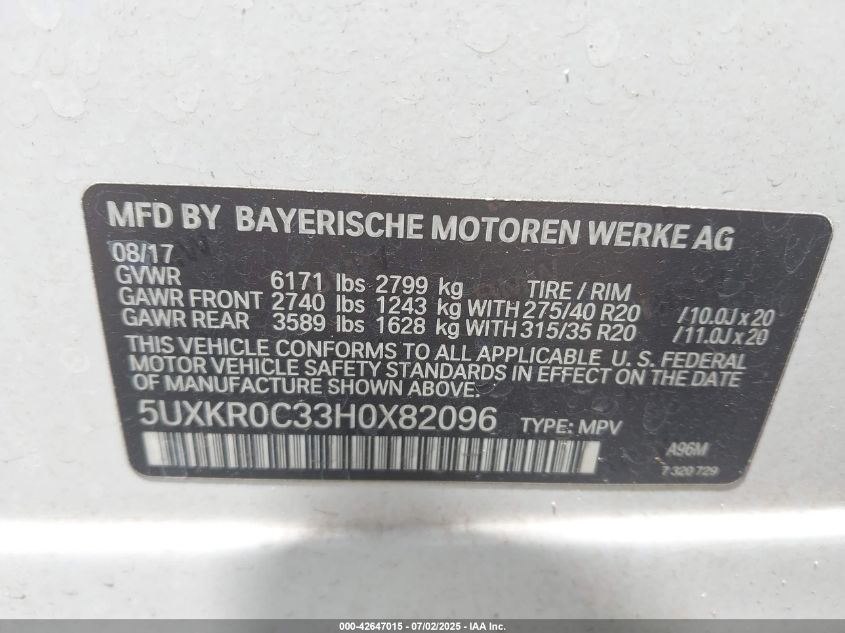 MFD BY BAYERISCHE MOTOREN WERKE AG
08/17
GVWR 6171 lbs 2799 kg TIRE / RIM
GAWR FRONT 2740 lbs 1243 kg WITH 275/40 R20 /10.0J x 20
GAWR REAR 3589 lbs 1628 kg WITH 315/35 R20 /11.0J x 20
THIS VEHICLE CONFORMS TO ALL APPLICABLE U. S. FEDERAL
MOTOR VEHICLE SAFETY STANDARDS IN EFFECT ON THE DATE
OF MANUFACTURE SHOWN ABOVE.
5UXKR0C33H0X82096 TYPE: MPV
A96M
7 320 729
000-42647015 - 07/02/2025 - IAA Inc.